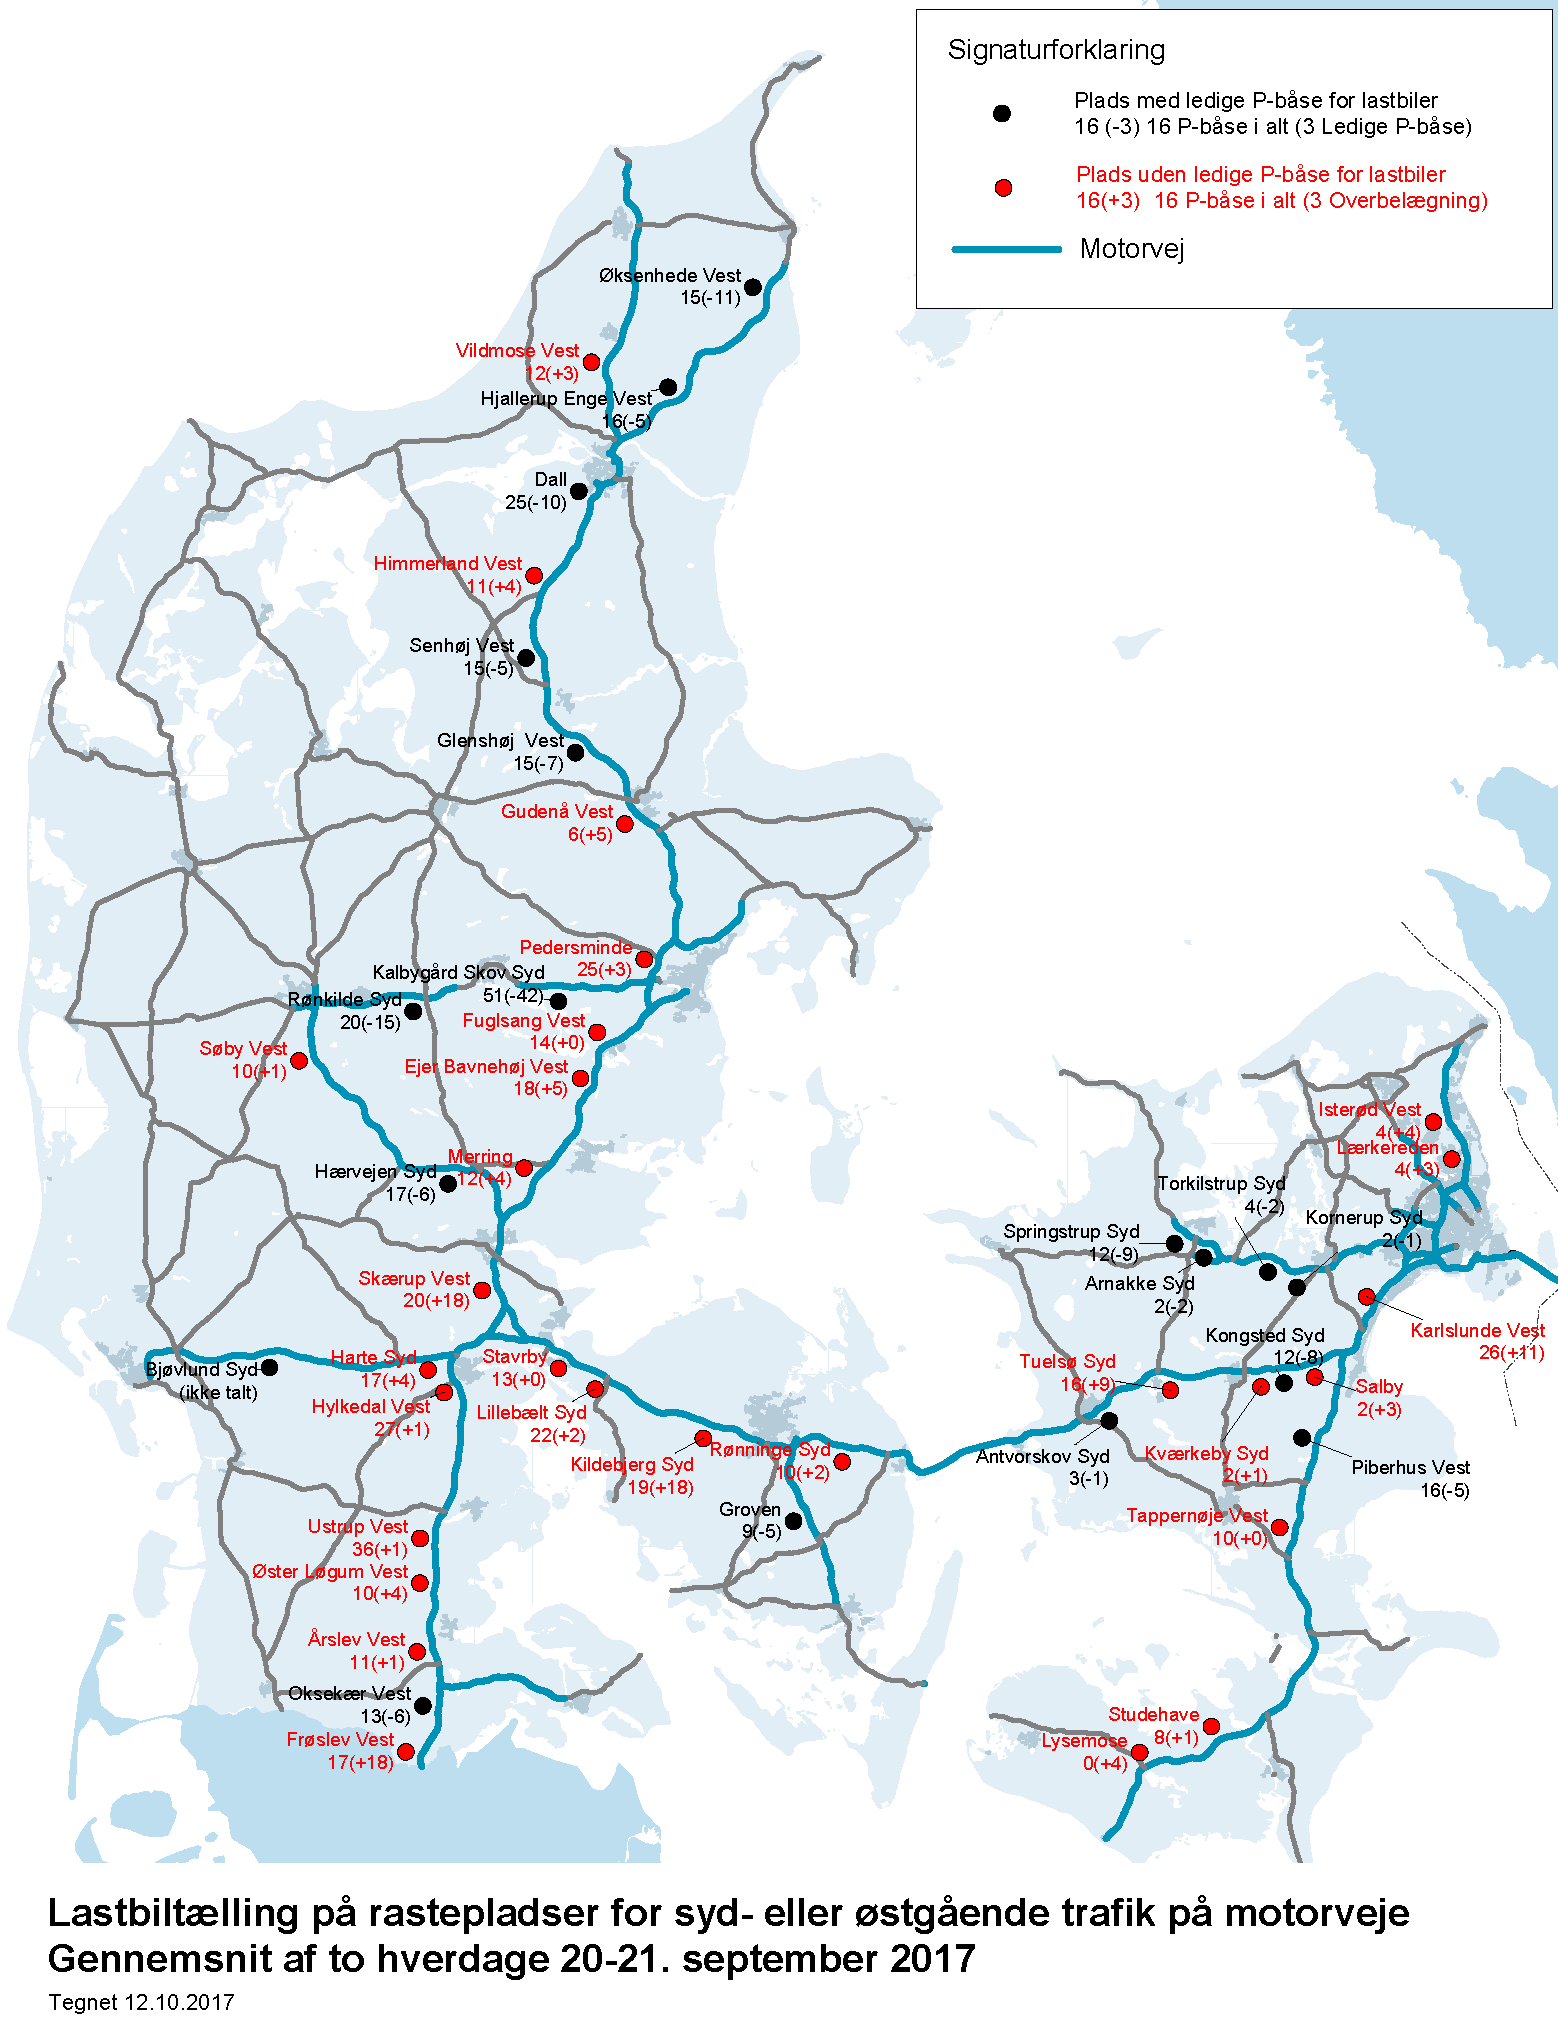 Signaturforklaring
Plads med ledige P-båse for lastbiler
16 (-3) 16 P-båse i alt (3 Ledige P-båse)
Plads uden ledige P-båse for lastbiler
16(+3)  16 P-båse i alt (3 Overbelægning)
Motorvej
Øksenhede Vest
15(-11)
Vildmose Vest
12(+3)
Hjallerup Enge Vest
16(-5)
Dall
25(-10)
Himmerland Vest
11(+4)
Senhøj Vest
15(-5)
Glenshøj  Vest
15(-7)
Gudenå Vest
6(+5)
Pedersminde
25(+3)
Kalbygård Skov Syd
51(-42)
Rønkilde Syd
20(-15)
Fuglsang Vest
14(+0)
Søby Vest
10(+1)
Ejer Bavnehøj Vest
18(+5)
Merring
12(+4)
Hærvejen Syd
17(-6)
Isterød Vest
4(+4)
Lærkereden
4(+3)
Torkilstrup Syd
4(-2)
Kornerup Syd
2(-1)
Springstrup Syd
12(-9)
Arnakke Syd
2(-2)
Skærup Vest
20(+18)
Karlslunde Vest
26(+11)
Kongsted Syd
12(-8)
Bjøvlund Syd
(ikke talt)
Harte Syd
17(+4)
Stavrby
13(+0)
Tuelsø Syd
16(+9)
Salby
2(+3)
Hylkedal Vest
27(+1)
Lillebælt Syd
22(+2)
Kildebjerg Syd
19(+18)
Rønninge Syd
10(+2)
Antvorskov Syd
3(-1)
Kværkeby Syd
2(+1)
Piberhus Vest
16(-5)
Groven
9(-5)
Tappernøje Vest
10(+0)
Ustrup Vest
36(+1)
Øster Løgum Vest
10(+4)
Årslev Vest
11(+1)
Oksekær Vest
13(-6)
Frøslev Vest
17(+18)
Studehave
8(+1)
Lysemose
0(+4)
Lastbiltælling på rastepladser for syd- eller østgående trafik på motorveje
Gennemsnit af to hverdage 20-21. september 2017
Tegnet 12.10.2017